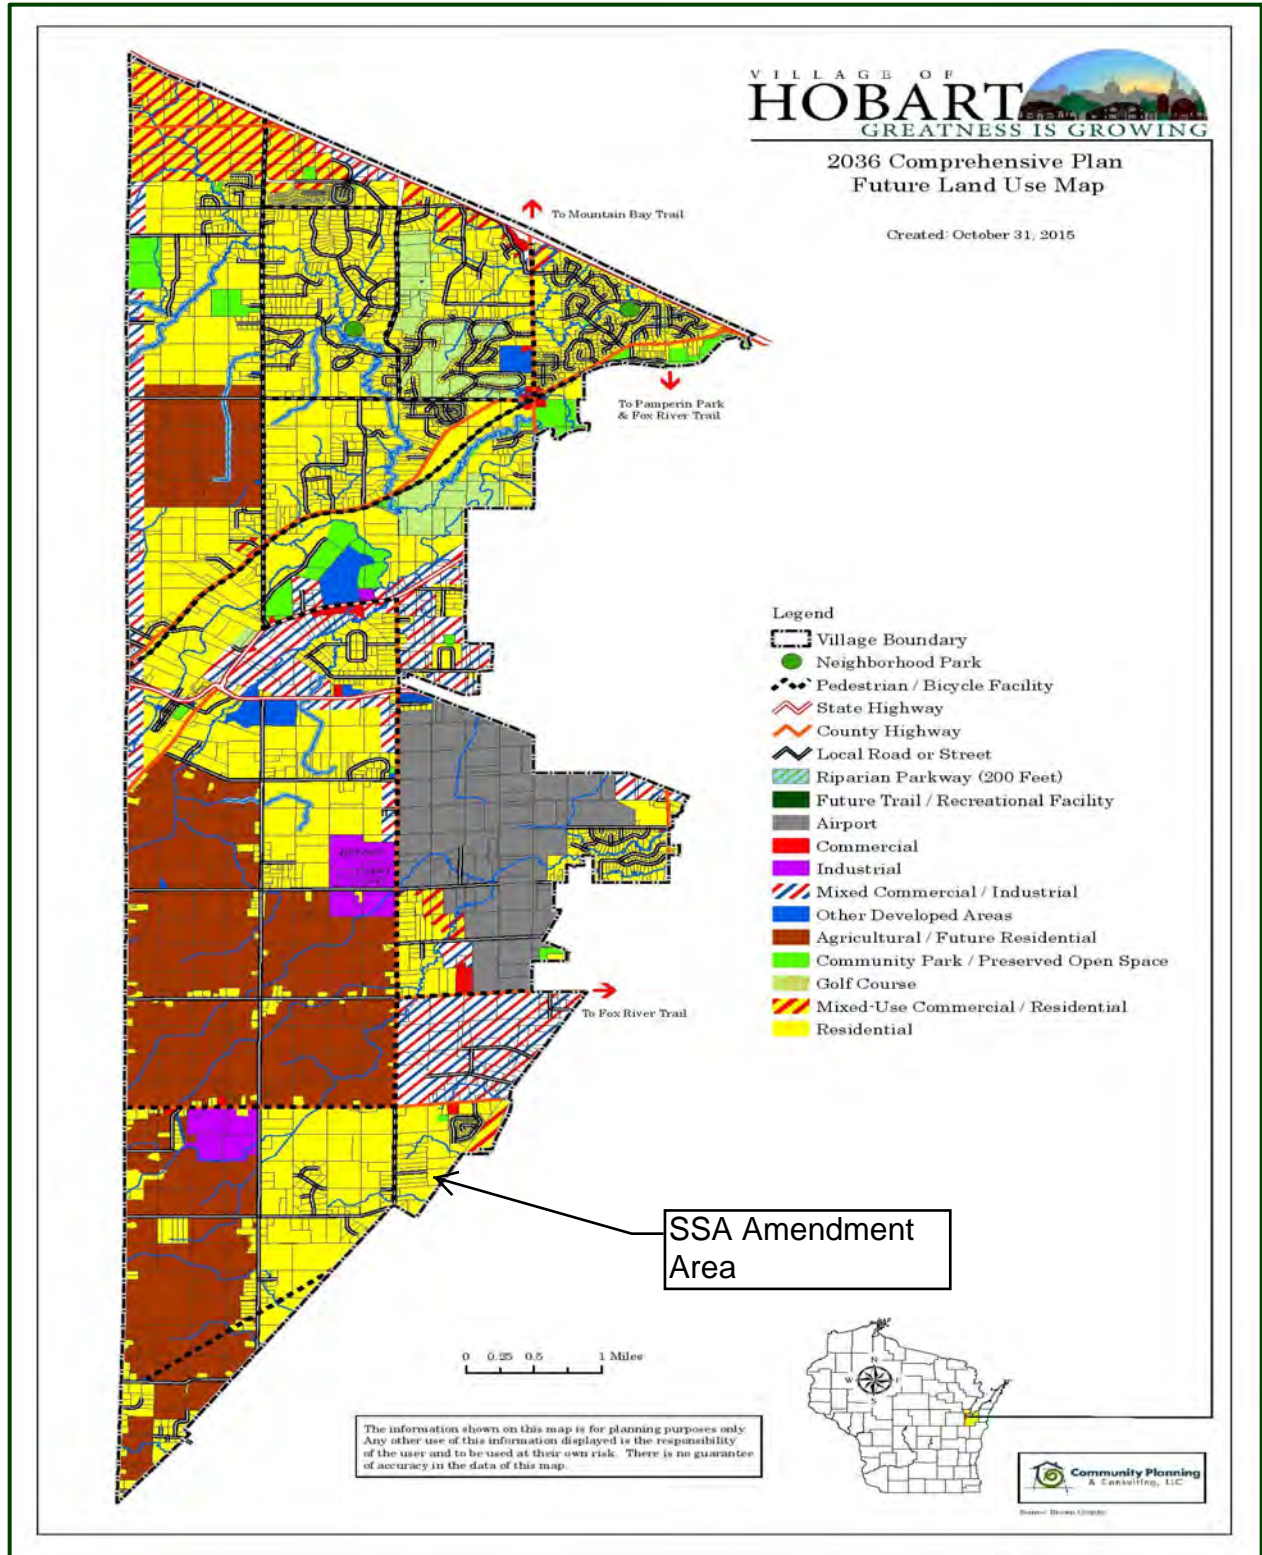 VILLAGE OF
HOBART
GREATNESS IS GROWING
2036 Comprehensive Plan
Future Land Use Map
Created: October 31, 2015
To Mountain Bay Trail
To Pamperin Park
& Fox River Trail
Legend
Village Boundary
Neighborhood Park
Pedestrian / Bicycle Facility
State Highway
County Highway
Local Road or Street
Riparian Parkway (200 Feet)
Future Trail / Recreational Facility
Airport
Commercial
Industrial
Mixed Commercial / Industrial
Other Developed Areas
Agricultural / Future Residential
Community Park / Preserved Open Space
Golf Course
Mixed-Use Commercial / Residential
Residential
To Fox River Trail
SSA Amendment
Area
0 0.25 0.5 1 Miles
N
W E
S
The information shown on this map is for planning purposes only.
Any other use of this information displayed is the responsibility
of the user and to be used at their own risk. There is no guarantee
of accuracy in the data of this map.
Community Planning
& Consulting, LLC
Source: Brown County